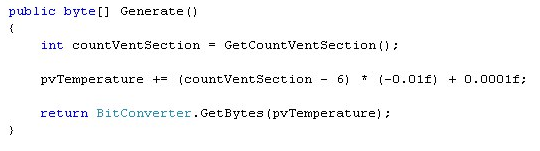 public byte[] Generate()
{
int countVentSection = GetCountVentSection();
pvTemperature += (countVentSection - 6) * (-0.01f) + 0.0001f;
return BitConverter.GetBytes(pvTemperature);
}